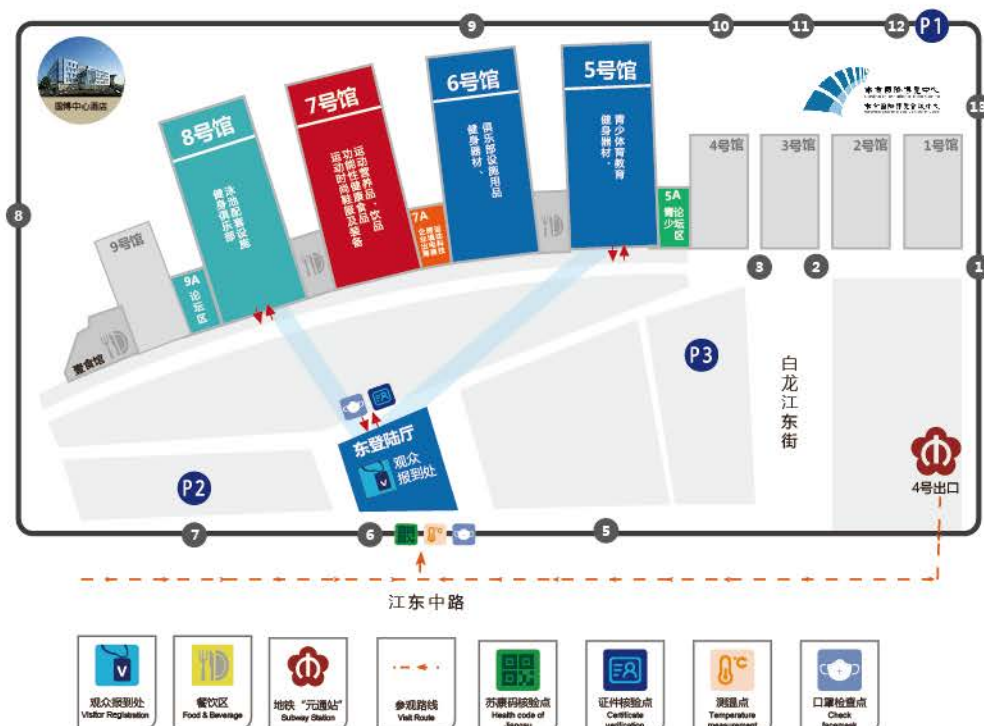 9
10
11
12
P1
国博中心酒店
5号馆
6号馆
7号馆
8号馆
青少体育教育
健身器材、
俱乐部设施用品
健身器材、
运动营养品、饮品
功能性健康食品
运动时尚鞋服及装备
泳池配套设施
健身俱乐部
13
4号馆
3号馆
2号馆
1号馆
5A
论坛区
青少
7A
8
9号馆
9A
论坛区
3
2
1
P3
白龙江东街
东登陆厅
观众
报到处
V
4号出口
P2
7
6
5
江东中路
V
观众报到处
Visitor Registration
餐饮区
Food & Beverage
地铁“元通站”
Subway Station
参观路线
Visit Route
苏康码核验点
Health code of
证件核验点
Certificate
℃
测温点
Temperature
口罩检查点
Check